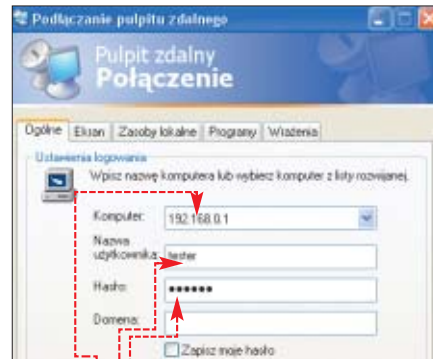 Podłączanie pulpitu zdalnego
Pulpit zdalny
Połączenie
Ogólne Ekran Zasoby lokalne Programy Wrażenia
Ustawienia logowania
Wpisz nazwę komputera lub wybierz komputer z listy rozwijanej.
Komputer: 192.168.0.1
Nazwa
użytkownika: tester
Hasło: ••••••
Domena:
Zapisz moje hasło